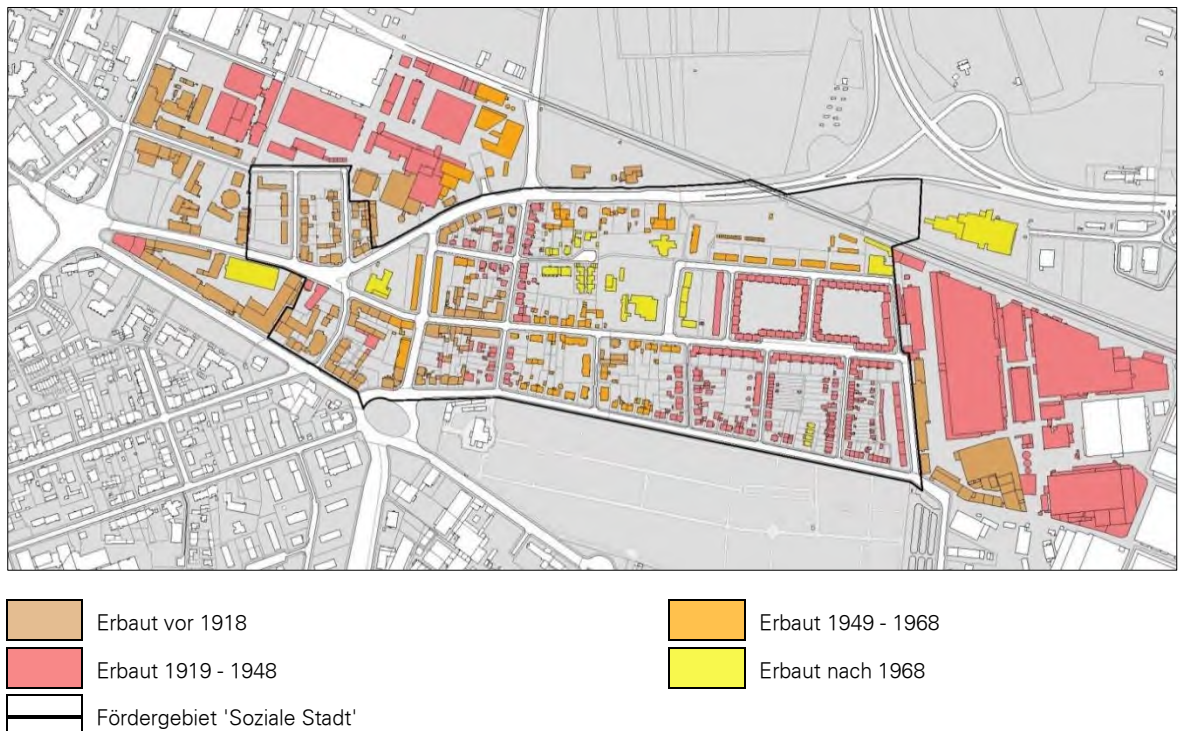 Erbaut vor 1918
Erbaut 1949 - 1968
Erbaut 1919 - 1948
Erbaut nach 1968
Fördergebiet 'Soziale Stadt'